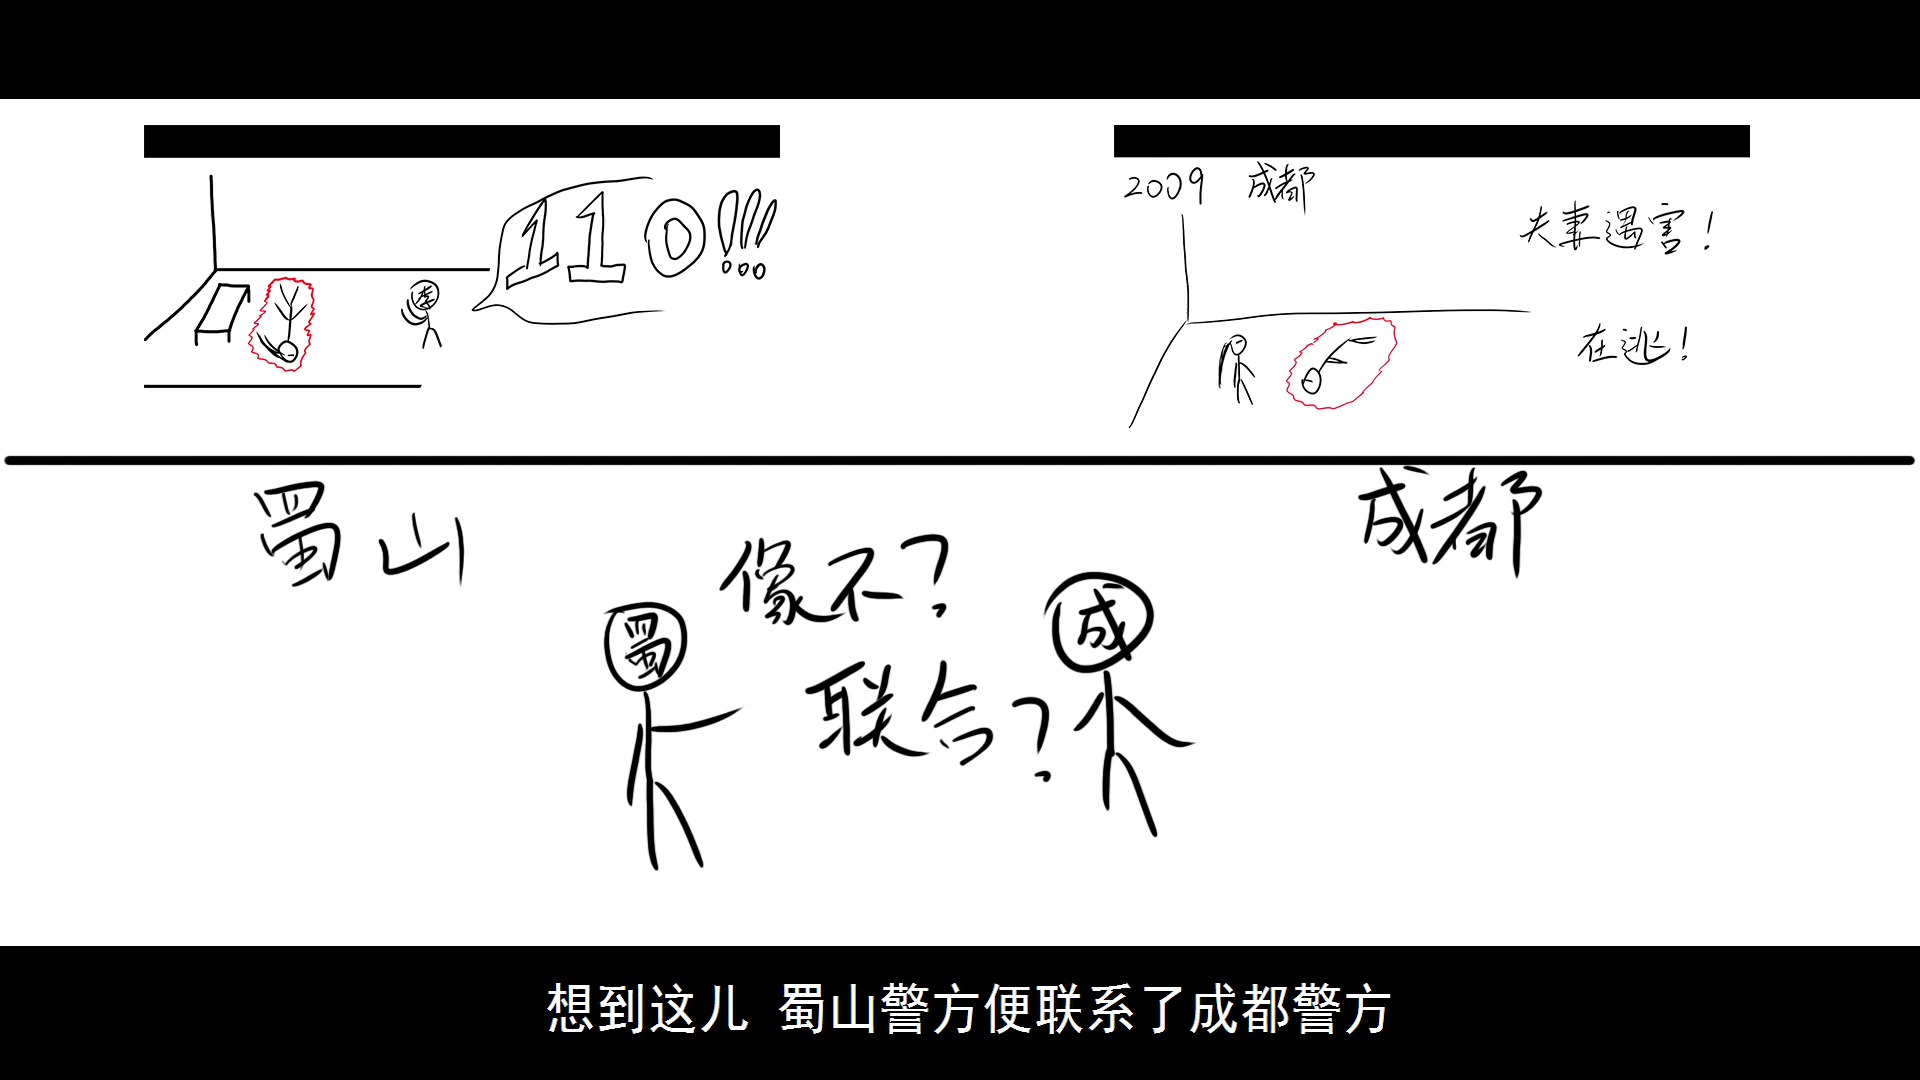 110!!!
李
2009 成都
夫妻遇害!
在逃!
蜀山
成都
像不?
蜀
成
联合?
想到这儿 蜀山警方便联系了成都警方